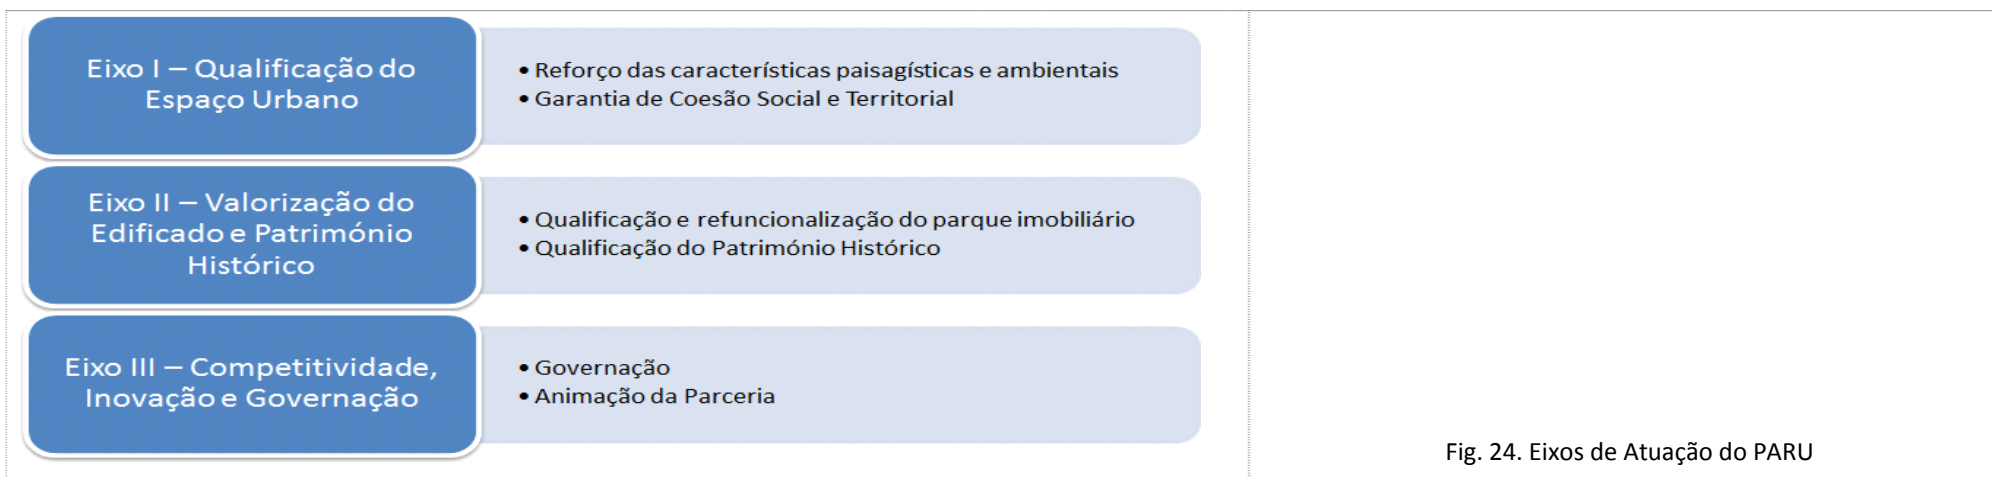 Eixo I – Qualificação do
Espaço Urbano
• Reforço das características paisagísticas e ambientais
• Garantia de Coesão Social e Territorial
Eixo II – Valorização do
Edificado e Património
Histórico
• Qualificação e refuncionalização do parque imobiliário
• Qualificação do Património Histórico
Eixo III – Competitividade,
Inovação e Governação
• Governação
• Animação da Parceria
Fig. 24. Eixos de Atuação do PARU